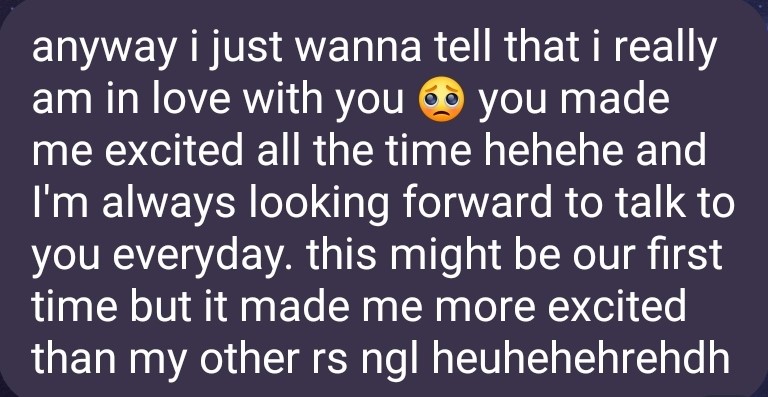 anyway i just wanna tell that i really
am in love with you 🥺 you made
me excited all the time hehehe and
I'm always looking forward to talk to
you everyday. this might be our first
time but it made me more excited
than my other rs ngl heuhehehrehdh